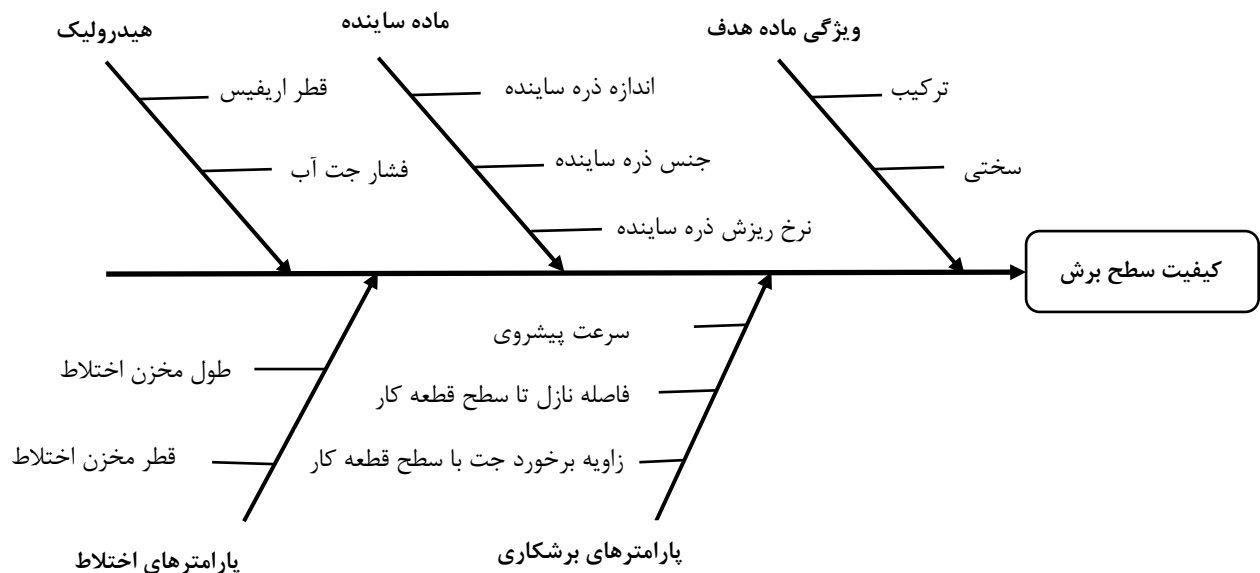 هیدرولیک
ماده ساینده
ویژگی ماده هدف
قطر اریفیس
فشار جت آب
اندازه ذره ساینده
جنس ذره ساینده
نرخ ریزش ذره ساینده
ترکیب
سختی
کیفیت سطح برش
طول مخزن اختلاط
قطر مخزن اختلاط
سرعت پیشروی
فاصله نازل تا سطح قطعه کار
زاویه برخورد جت با سطح قطعه کار
پارامترهای اختلاط
پارامترهای برشکاری